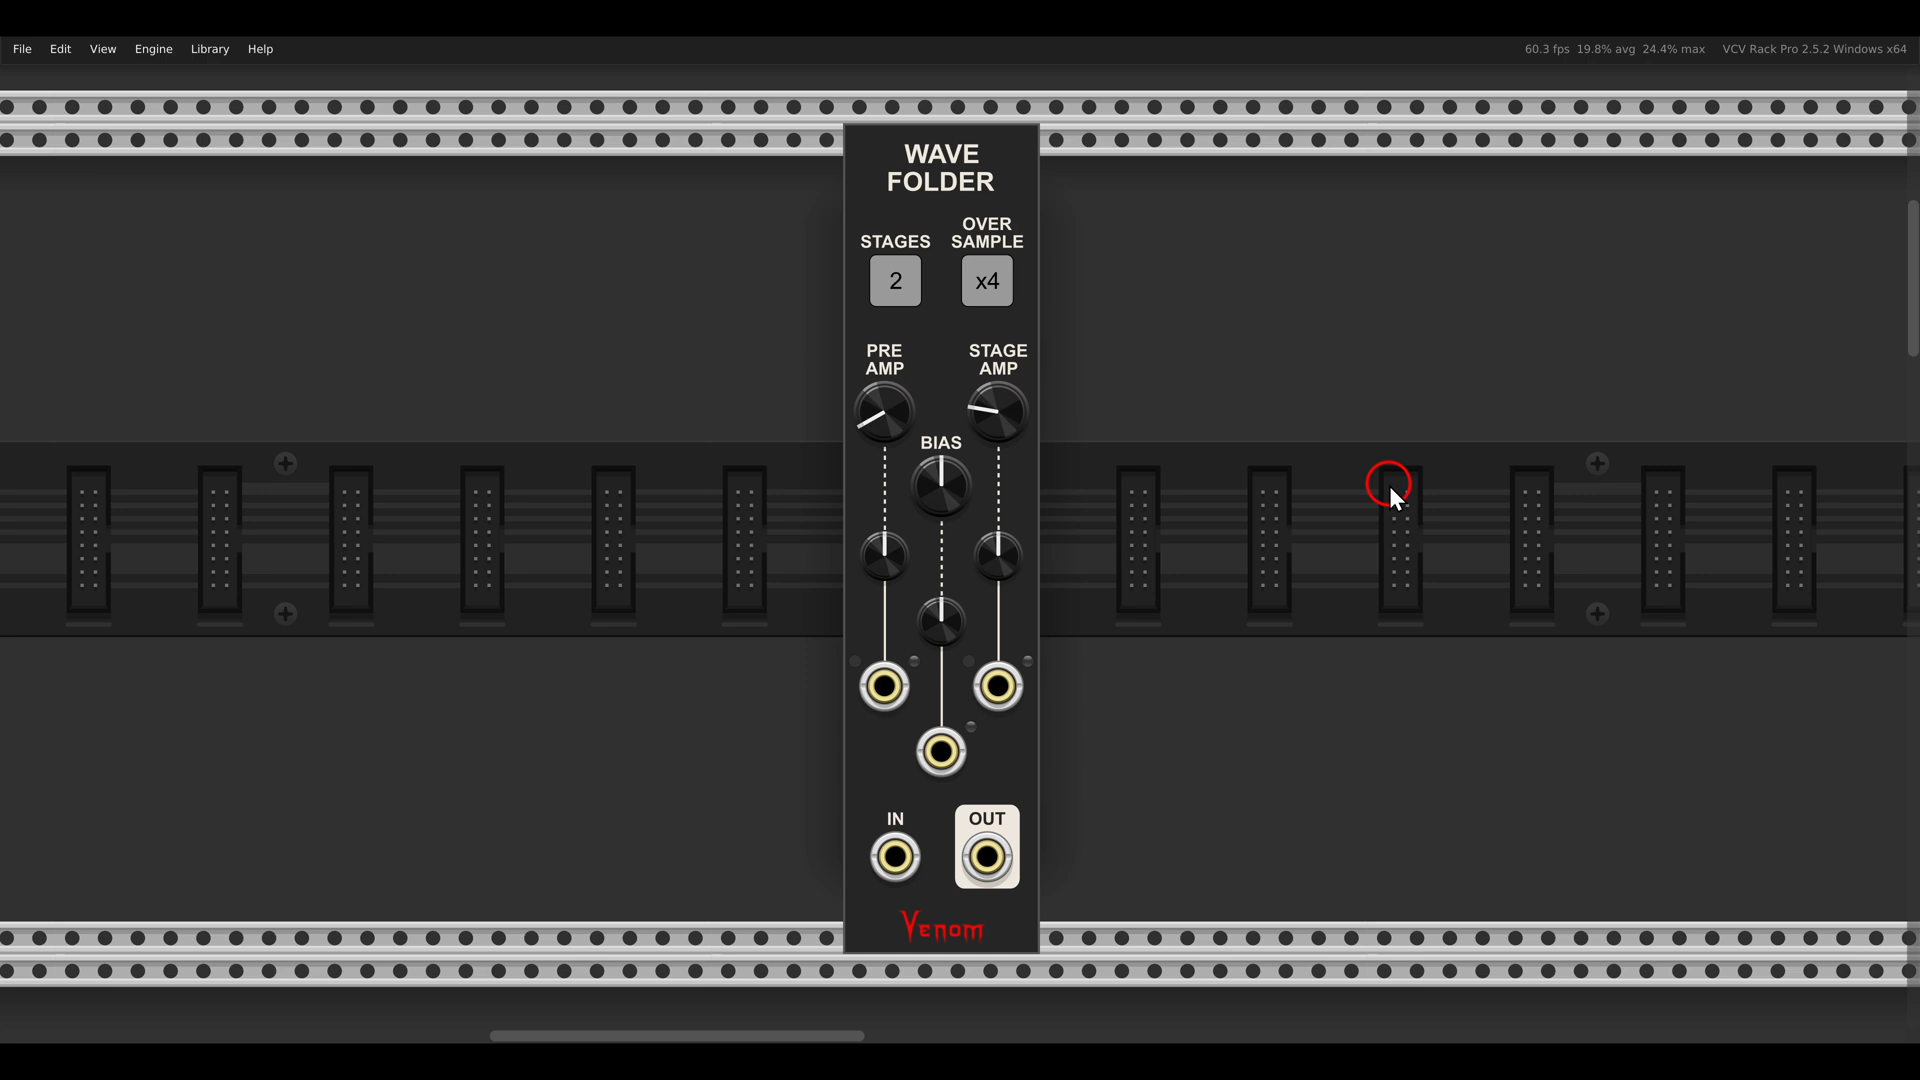 File Edit View Engine Library Help 60.3 fps 19.8% avg 24.4% max VCV Rack Pro 2.5.2 Windows x64
WAVE
FOLDER
OVER
STAGES SAMPLE
2 x4
PRE STAGE
AMP AMP
BIAS
IN OUT
Venom